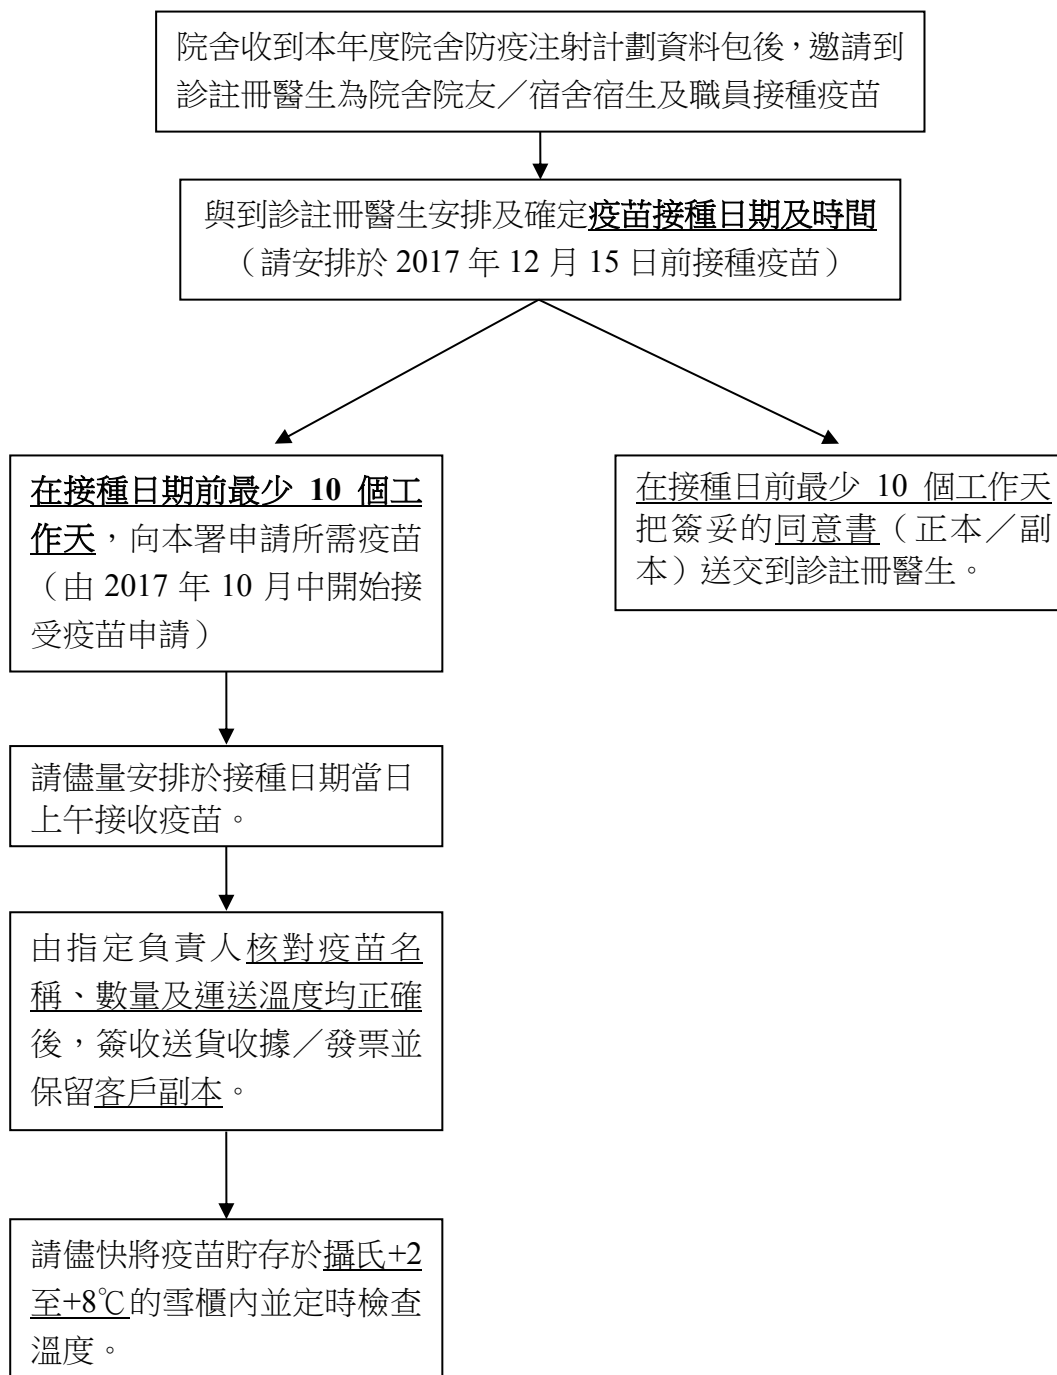 院舍收到本年度院舍防疫注射計劃資料包後，邀請到
診註冊醫生為院舍院友／宿舍宿生及職員接種疫苗
與到診註冊醫生安排及確定疫苗接種日期及時間
（請安排於 2017 年 12 月 15 日前接種疫苗）
在接種日期前最少 10 個工
作天，向本署申請所需疫苗
（由 2017 年 10 月中開始接
受疫苗申請）
在接種日前最少 10 個工作天
把簽妥的同意書（正本／副
本）送交到診註冊醫生。
請儘量安排於接種日期當日
上午接收疫苗。
由指定負責人核對疫苗名
稱、數量及運送溫度均正確
後，簽收送貨收據／發票並
保留客戶副本。
請儘快將疫苗貯存於攝氏+2
至+8℃的雪櫃內並定時檢查
溫度。